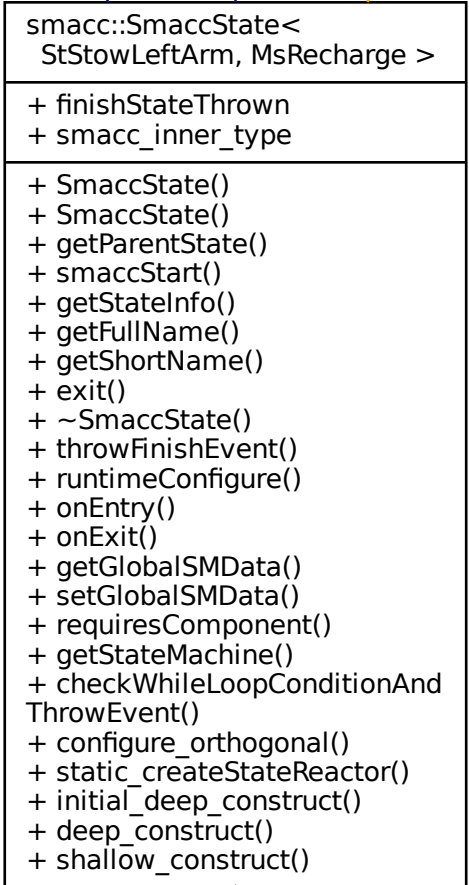 smacc::SmaccState<
StStowLeftArm, MsRecharge >
+ finishStateThrown
+ smacc_inner_type
+ SmaccState()
+ SmaccState()
+ getParentState()
+ smaccStart()
+ getStateInfo()
+ getFullName()
+ getShortName()
+ exit()
+ ~SmaccState()
+ throwFinishEvent()
+ runtimeConfigure()
+ onEntry()
+ onExit()
+ getGlobalSMData()
+ setGlobalSMData()
+ requiresComponent()
+ getStateMachine()
+ checkWhileLoopConditionAnd
ThrowEvent()
+ configure_orthogonal()
+ static_createStateReactor()
+ initial_deep_construct()
+ deep_construct()
+ shallow_construct()